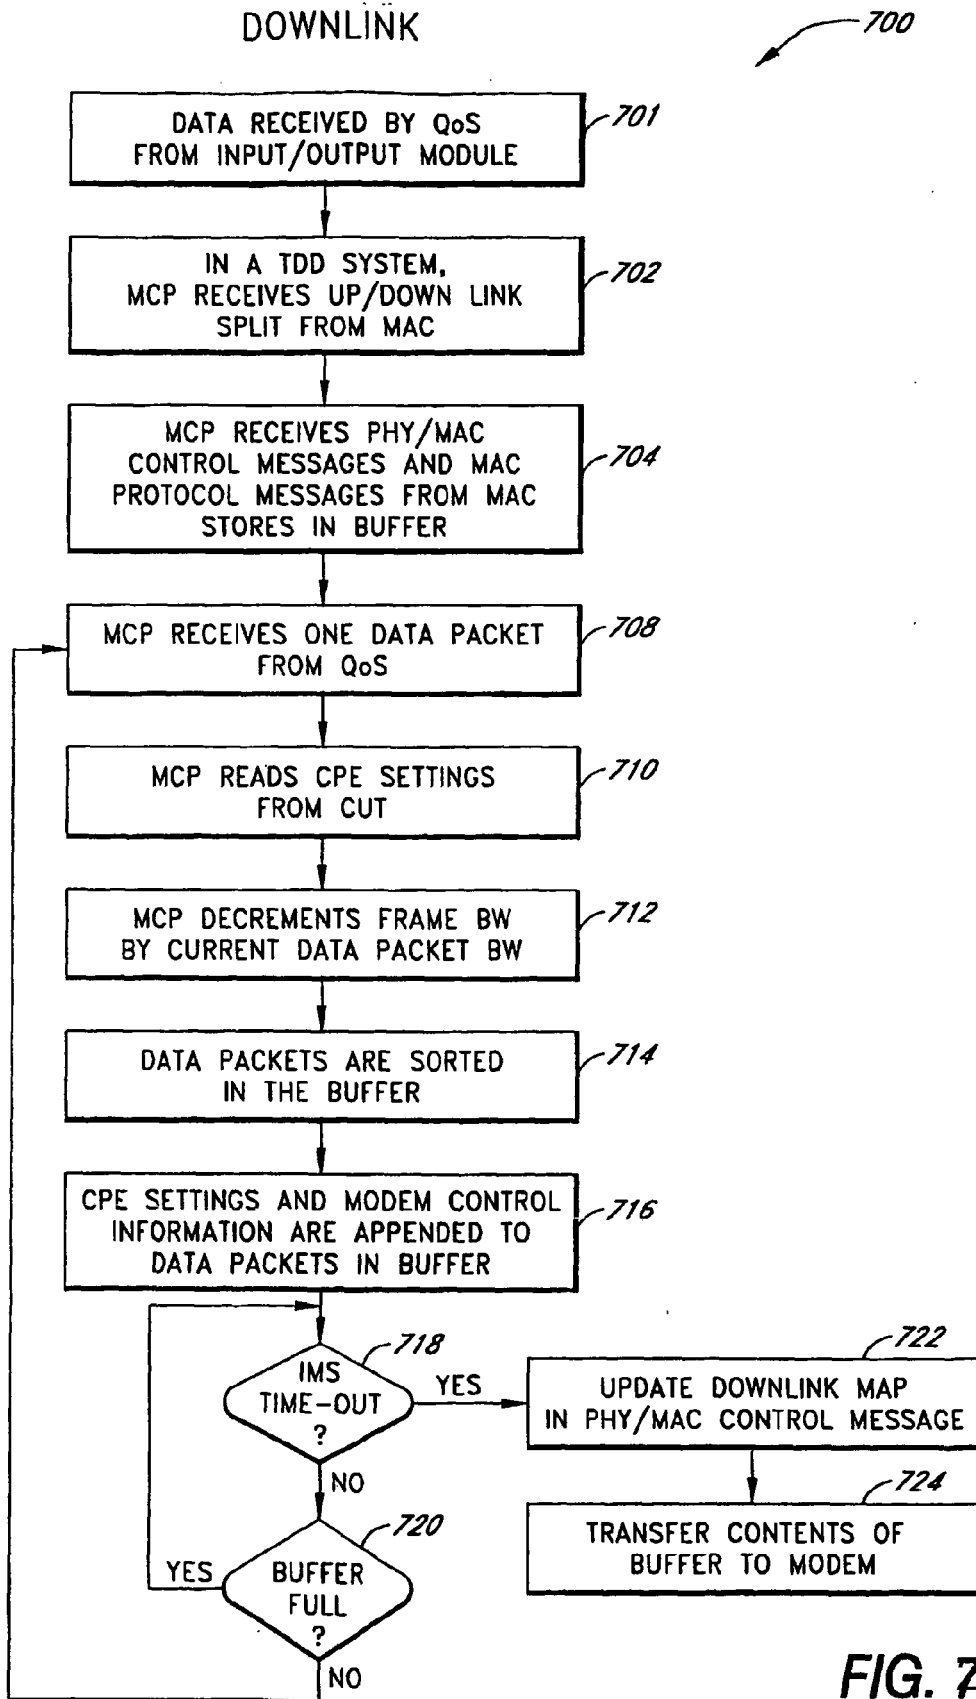 DOWNLINK
700
DATA RECEIVED BY QoS
FROM INPUT/OUTPUT MODULE
701
IN A TDD SYSTEM,
MCP RECEIVES UP/DOWN LINK
SPLIT FROM MAC
702
MCP RECEIVES PHY/MAC
CONTROL MESSAGES AND MAC
PROTOCOL MESSAGES FROM MAC
STORES IN BUFFER
704
MCP RECEIVES ONE DATA PACKET
FROM QoS
708
MCP READS CPE SETTINGS
FROM CUT
710
MCP DECREMENTS FRAME BW
BY CURRENT DATA PACKET BW
712
DATA PACKETS ARE SORTED
IN THE BUFFER
714
CPE SETTINGS AND MODEM CONTROL
INFORMATION ARE APPENDED TO
DATA PACKETS IN BUFFER
716
IMS
TIME-OUT
?
718
YES
NO
UPDATE DOWNLINK MAP
IN PHY/MAC CONTROL MESSAGE
722
TRANSFER CONTENTS OF
BUFFER TO MODEM
724
BUFFER
FULL
?
720
YES
NO
FIG. 7